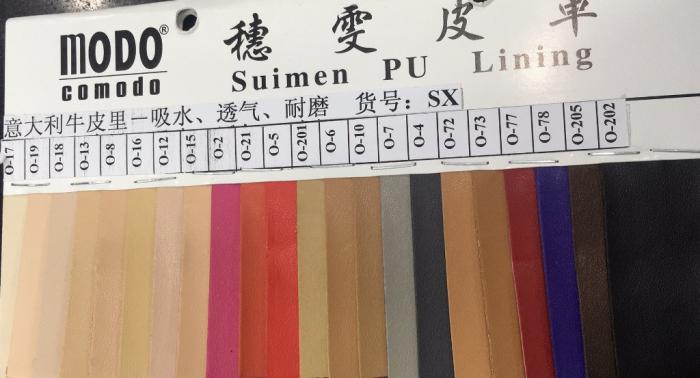 MODO®
comodo
穗雯皮革
Suimen PU Lining
意大利牛皮里一吸水、透气、耐磨 货号：SX
O-17 O-19 O-18 O-13 O-8 O-16 O-12 O-15 O-2 O-21 O-5 O-201 O-6 O-10 O-7 O-4 O-72 O-73 O-77 O-78 O-205 O-202